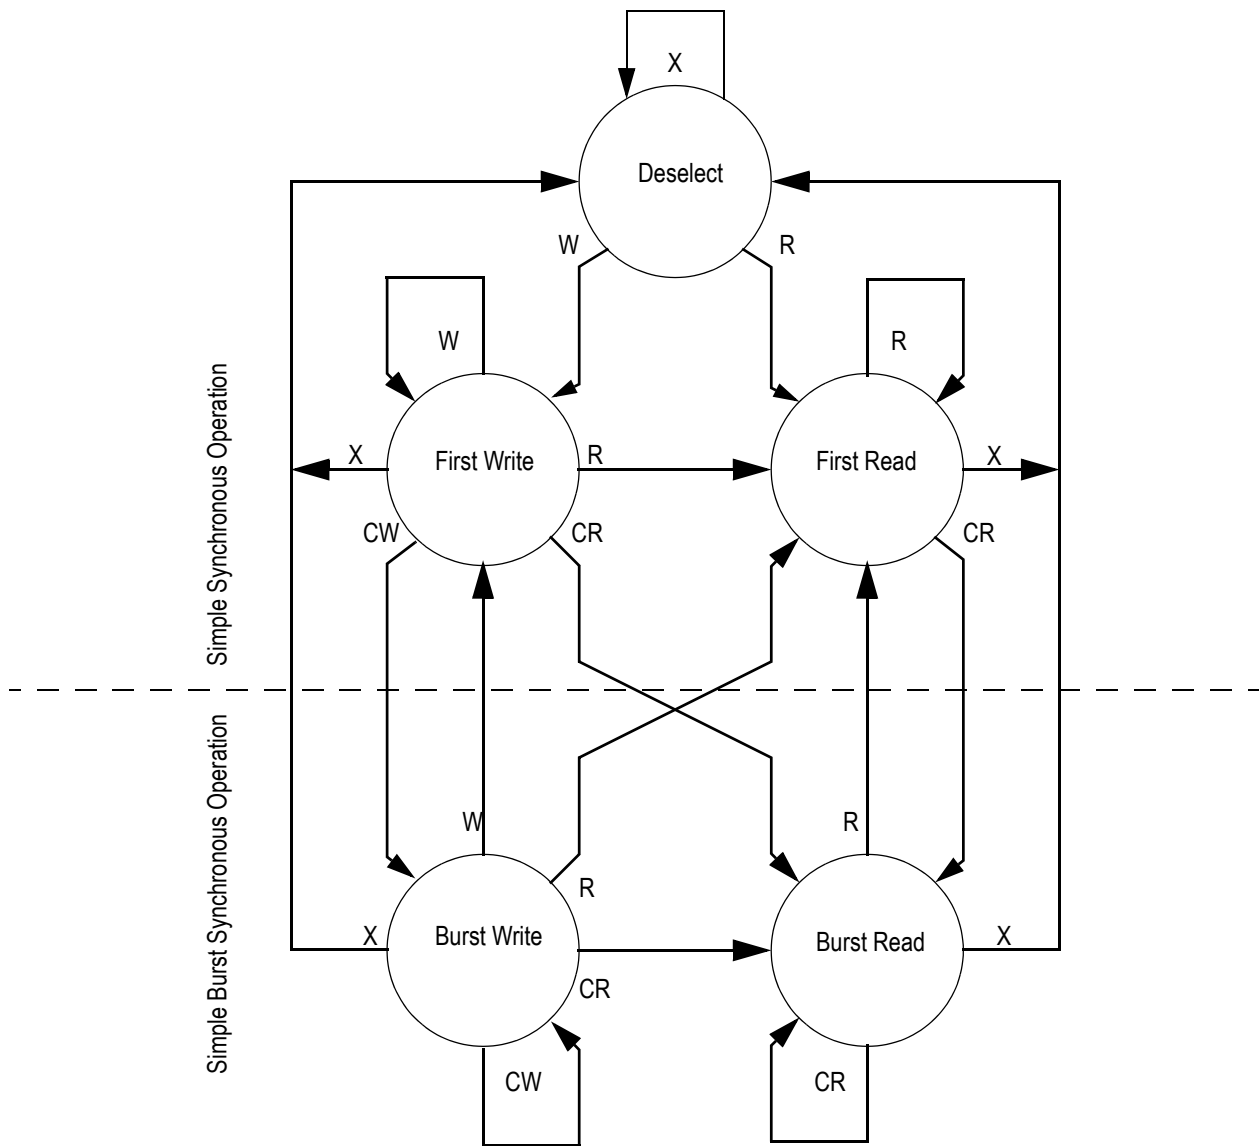 X
Deselect
W
R
W
R
Simple Synchronous Operation
X
First Write
R
First Read
X
CW
CR
CR
Simple Burst Synchronous Operation
W
R
R
X
Burst Write
Burst Read
X
CR
CW
CR